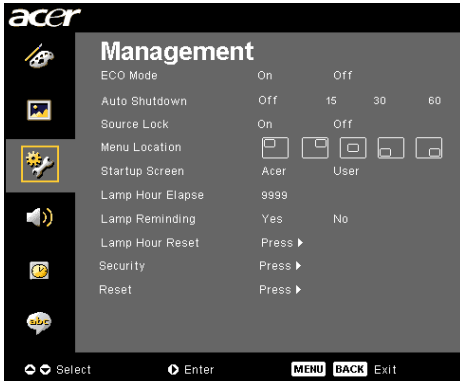 acer
Management
ECO Mode On Off
Auto Shutdown Off 15 30 60
Source Lock On Off
Menu Location
Startup Screen Acer User
Lamp Hour Elapse 9999
Lamp Reminding Yes No
Lamp Hour Reset Press
Security Press
Reset Press
abc
Select Enter MENU BACK Exit